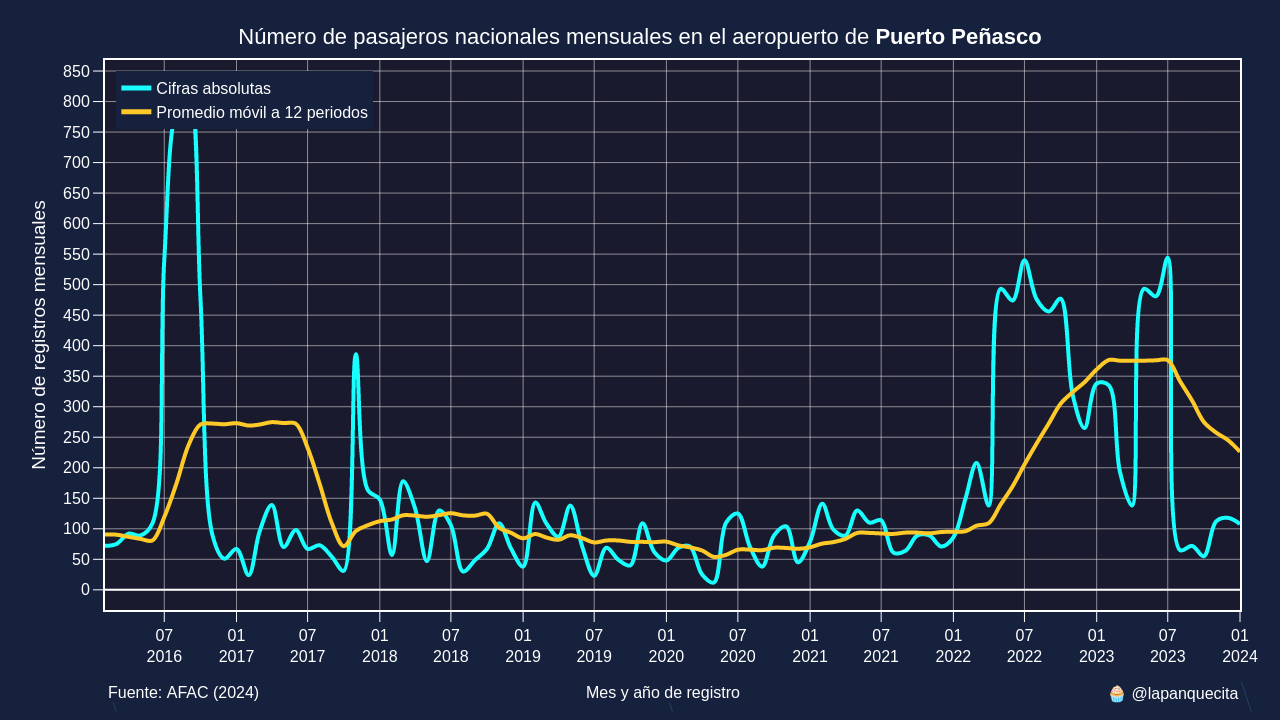 Número de pasajeros nacionales mensuales en el aeropuerto de Puerto Peñasco
Cifras absolutas
Promedio móvil a 12 periodos
Número de registros mensuales
850
800
750
700
650
600
550
500
450
400
350
300
250
200
150
100
50
0
07 01 07 01 07 01 07 01 07 01 07 01 07 01 07 01
2016 2017 2017 2018 2018 2019 2019 2020 2020 2021 2021 2022 2022 2023 2023 2024
Fuente: AFAC (2024)
Mes y año de registro
🧁 @lapanquecita